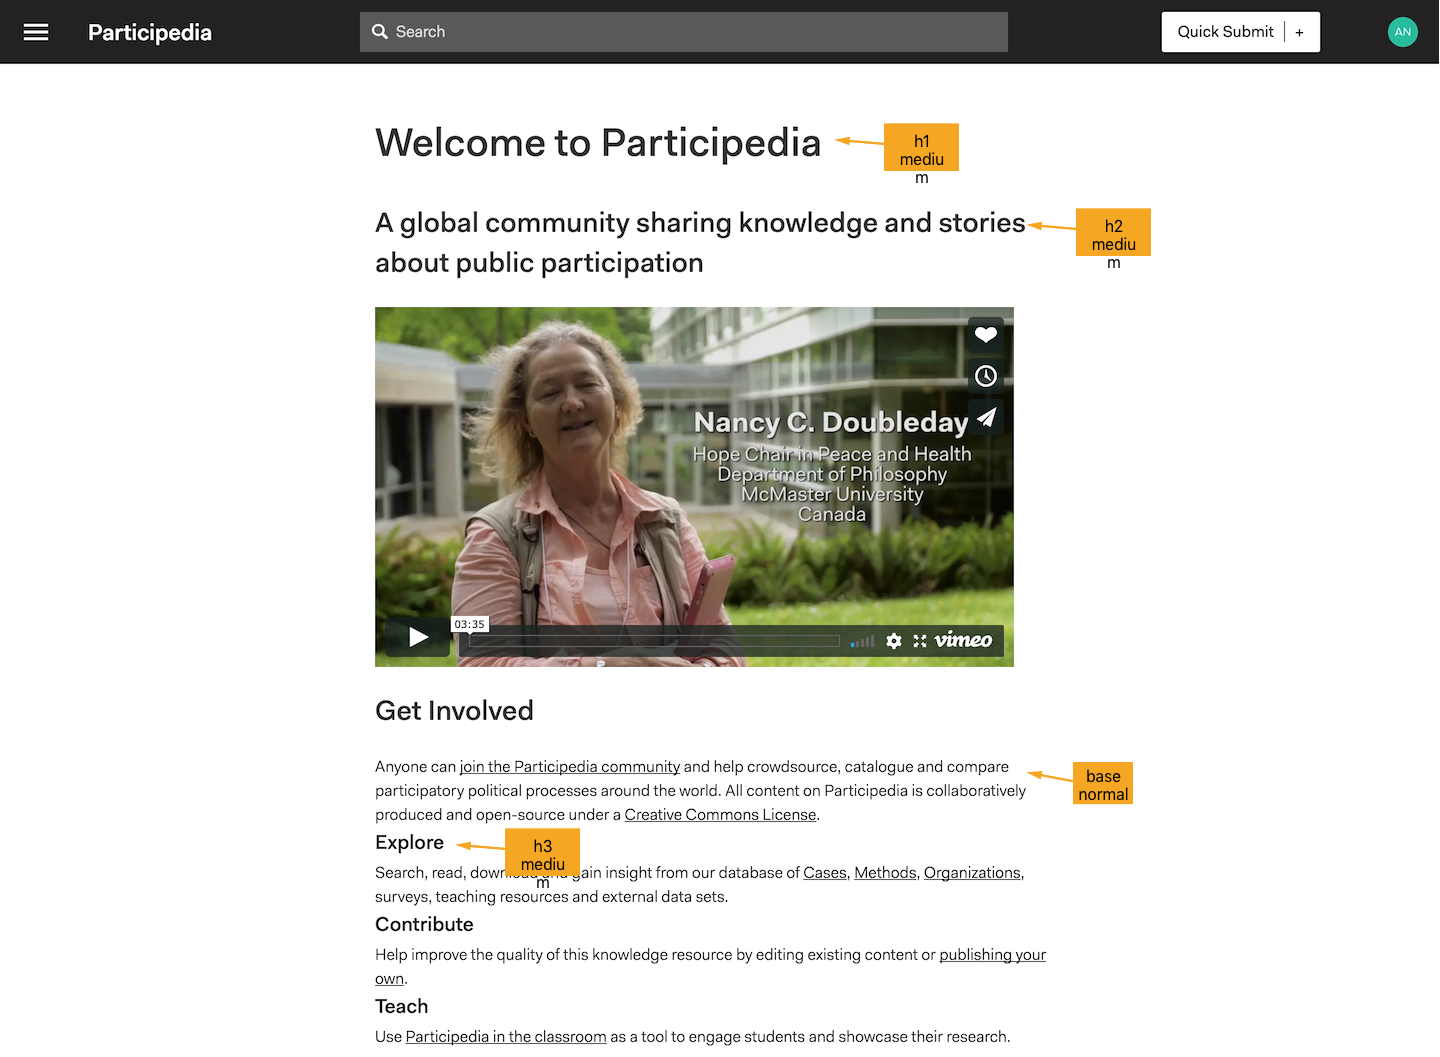 Participedia
Search
Quick Submit | +
AN
Welcome to Participedia
h1
mediu
m
A global community sharing knowledge and stories
about public participation
h2
mediu
m
Nancy C. Doubleday
Hope Chair in Peace and Health
Department of Philosophy
McMaster University
Canada
03:35
vimeo
Get Involved
Anyone can join the Participedia community and help crowdsource, catalogue and compare
participatory political processes around the world. All content on Participedia is collaboratively
produced and open-source under a Creative Commons License.
base
normal
Explore
h3
mediu
m
Search, read, download and gain insight from our database of Cases, Methods, Organizations,
surveys, teaching resources and external data sets.
Contribute
Help improve the quality of this knowledge resource by editing existing content or publishing your
own.
Teach
Use Participedia in the classroom as a tool to engage students and showcase their research.